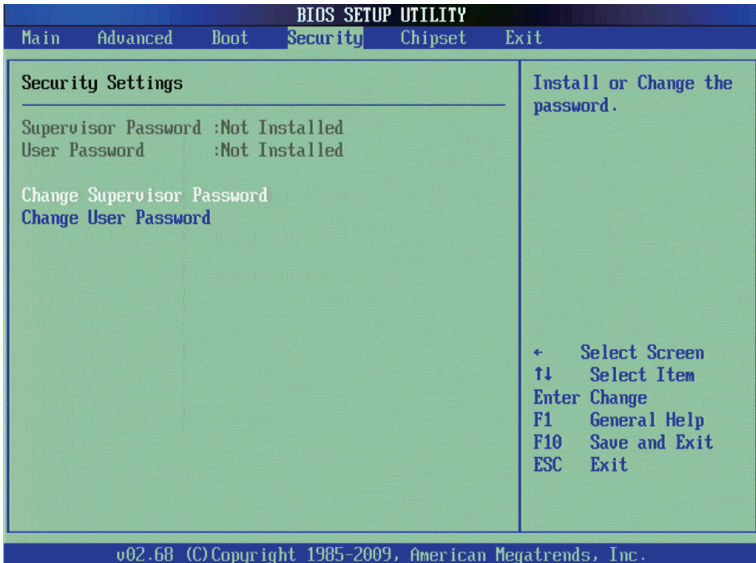 BIOS SETUP UTILITY
Main Advanced Boot Security Chipset Exit
Security Settings
Supervisor Password :Not Installed
User Password :Not Installed
Change Supervisor Password
Change User Password
Install or Change the
password.
← Select Screen
↑↓ Select Item
Enter Change
F1 General Help
F10 Save and Exit
ESC Exit
v02.68 (C)Copyright 1985-2009, American Megatrends, Inc.